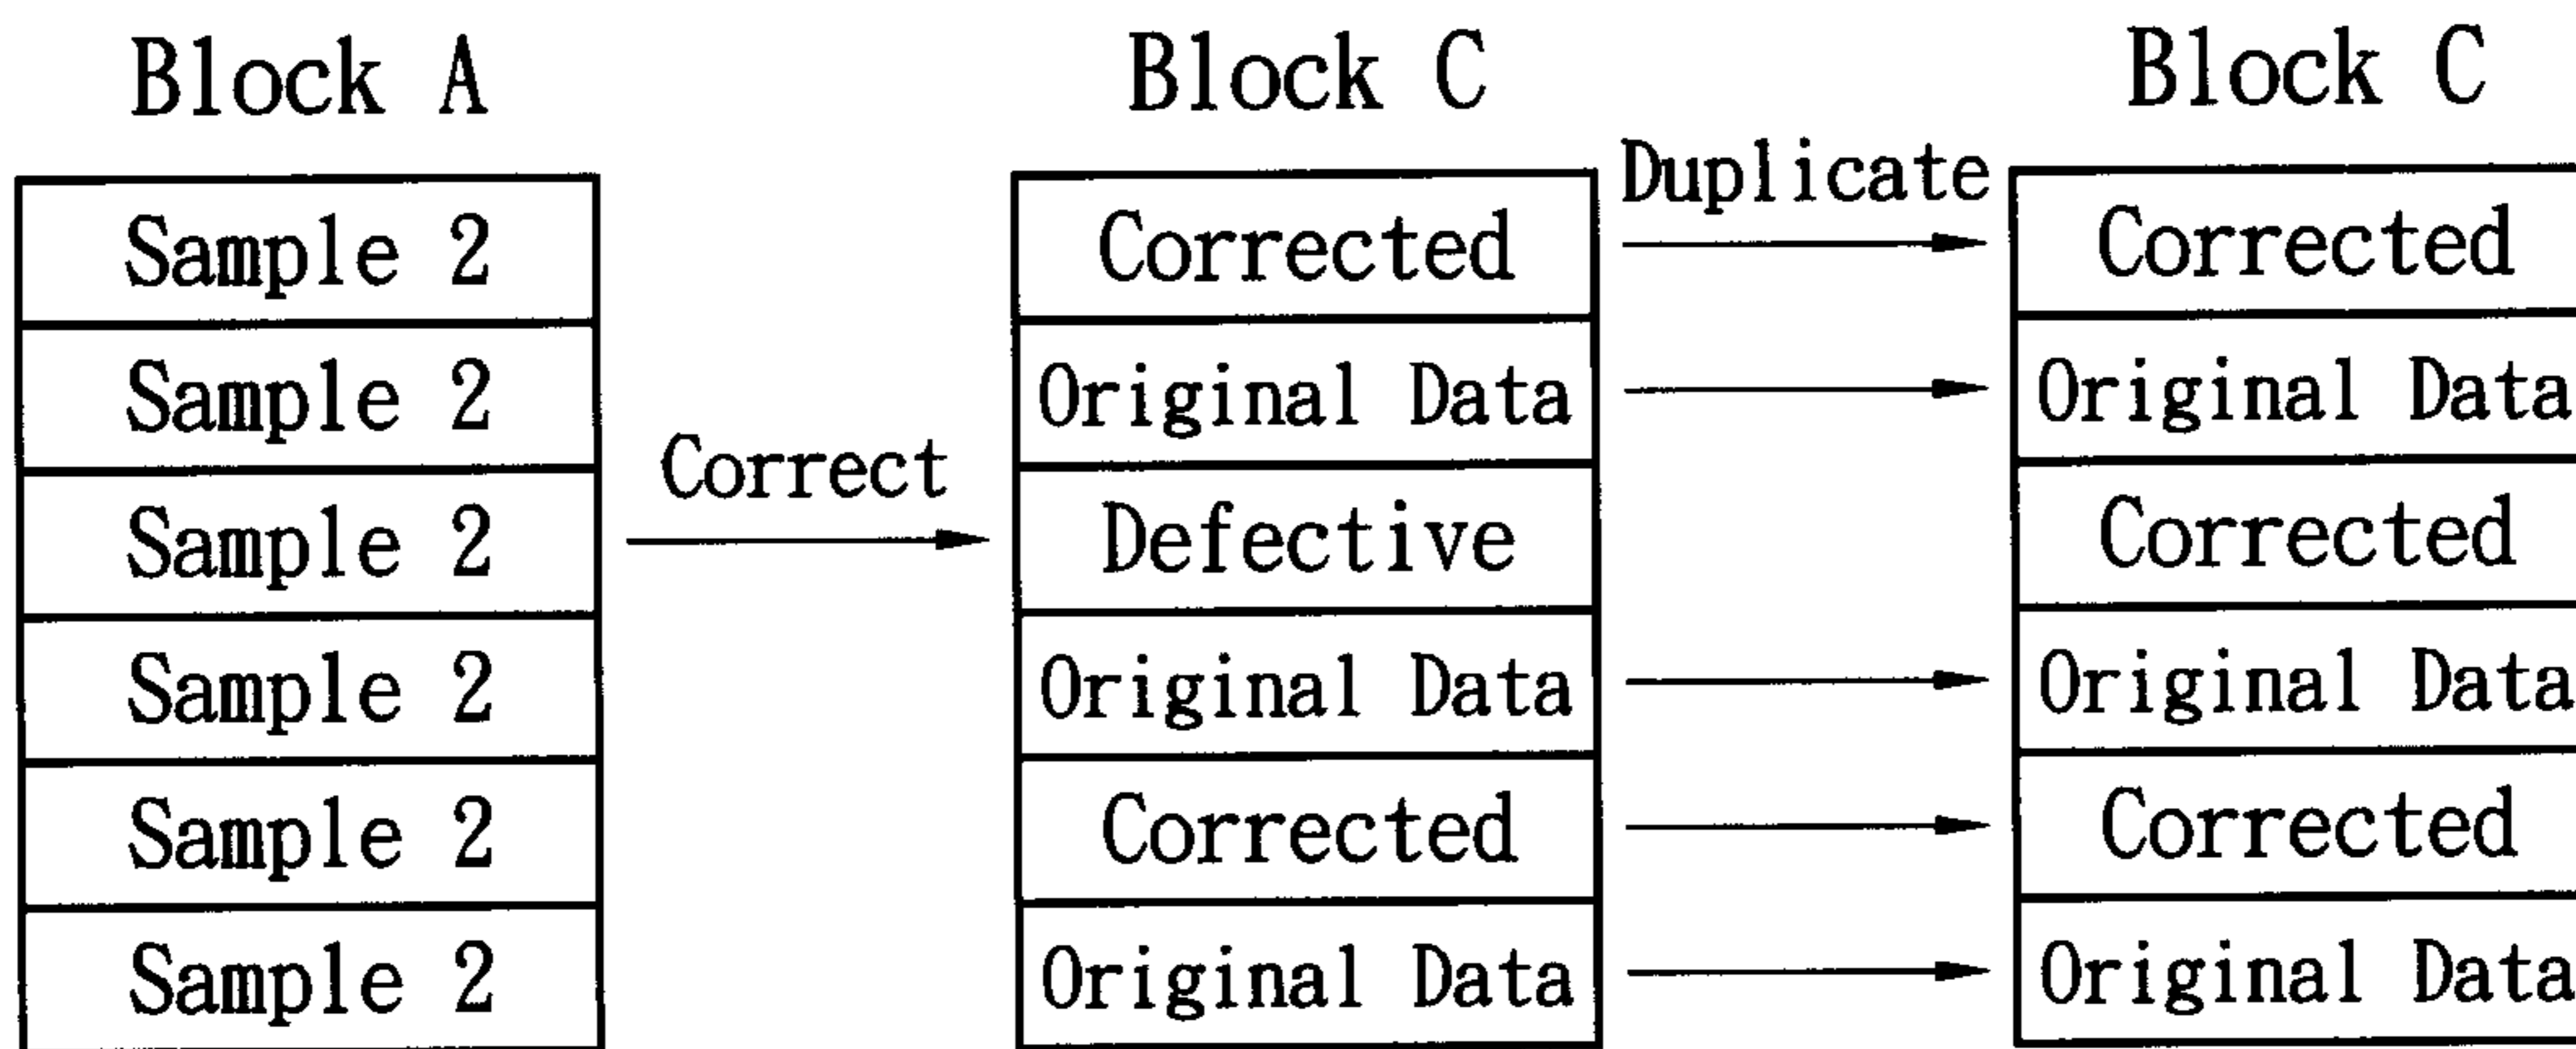 Block A
Block C
Block C
Duplicate
Sample 2
Corrected
Corrected
Sample 2
Original Data
Original Data
Correct
Sample 2
Defective
Corrected
Sample 2
Original Data
Original Data
Sample 2
Corrected
Corrected
Sample 2
Original Data
Original Data